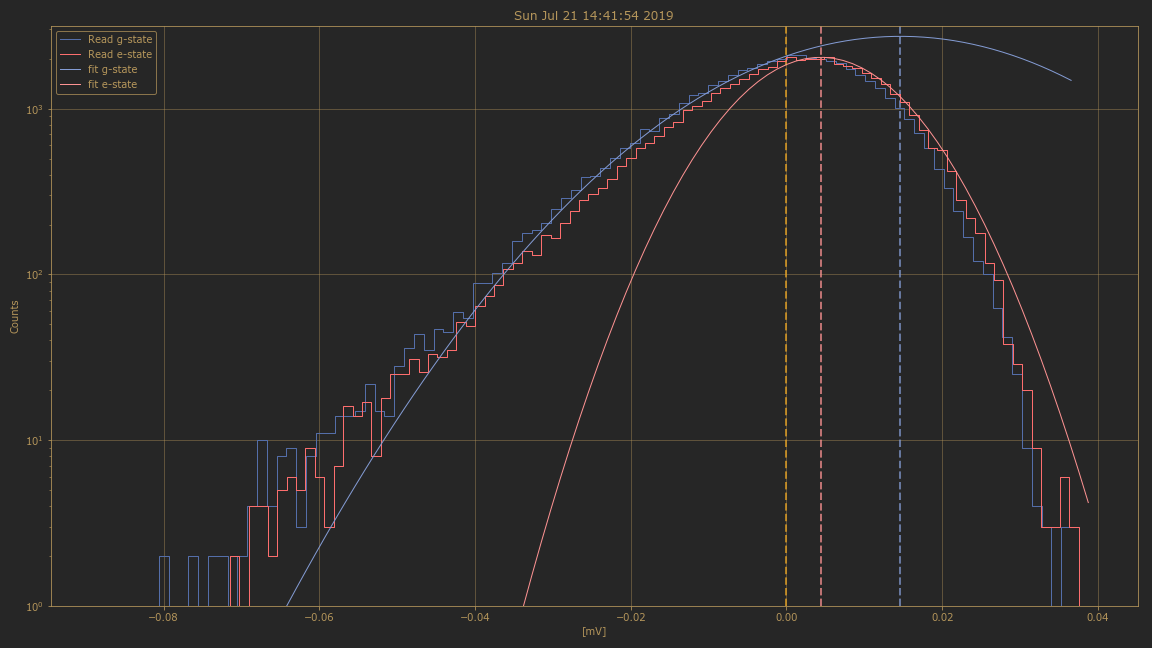 Sun Jul 21 14:41:54 2019
Read g-state
Read e-state
fit g-state
fit e-state
Counts
10³
10²
10¹
10⁰
−0.08
−0.06
−0.04
−0.02
0.00
0.02
0.04
[mV]